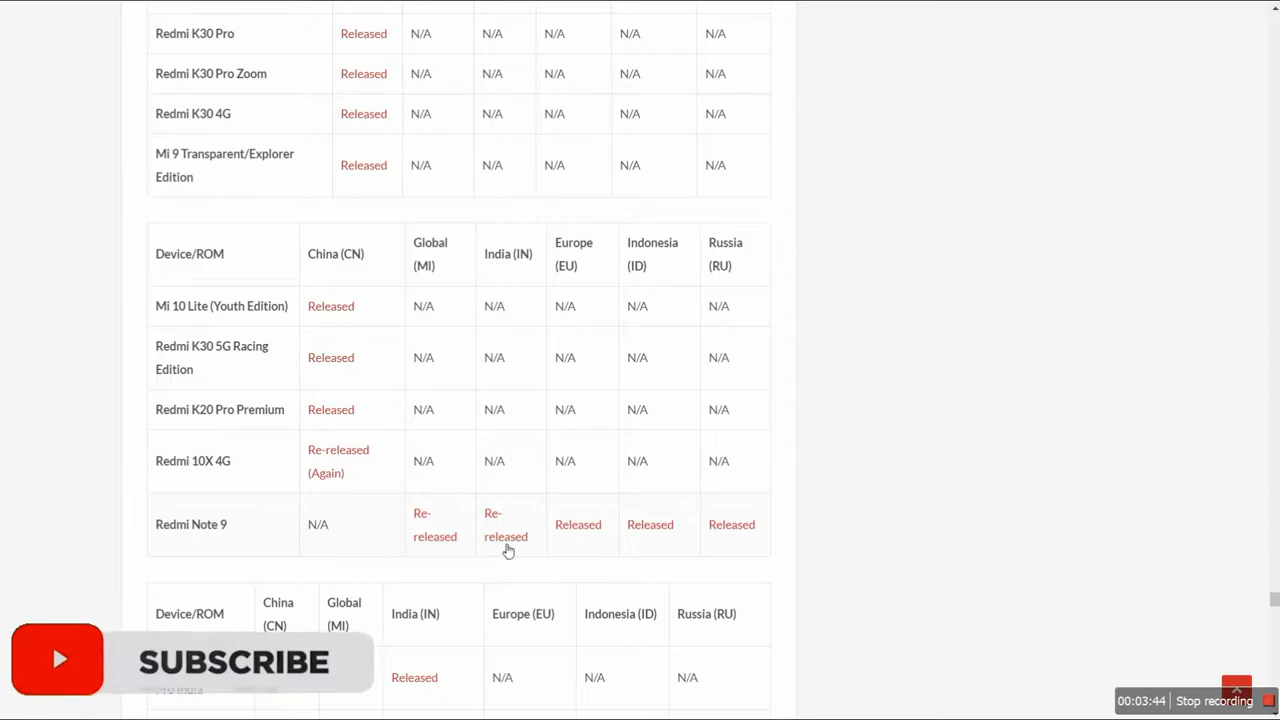 Redmi K30 Pro Released N/A N/A N/A N/A N/A
Redmi K30 Pro Zoom Released N/A N/A N/A N/A N/A
Redmi K30 4G Released N/A N/A N/A N/A N/A
Mi 9 Transparent/Explorer
Edition Released N/A N/A N/A N/A N/A
Device/ROM China (CN) Global (MI) India (IN) Europe (EU) Indonesia (ID) Russia (RU)
Mi 10 Lite (Youth Edition) Released N/A N/A N/A N/A N/A
Redmi K30 5G Racing
Edition Released N/A N/A N/A N/A N/A
Redmi K20 Pro Premium Released N/A N/A N/A N/A N/A
Redmi 10X 4G Re-released (Again) N/A N/A N/A N/A N/A
Redmi Note 9 N/A Re-released Re-released Released Released Released
Device/ROM China (CN) Global (MI) India (IN) Europe (EU) Indonesia (ID) Russia (RU)
Released N/A N/A N/A
SUBSCRIBE
00:03:44 Stop recording